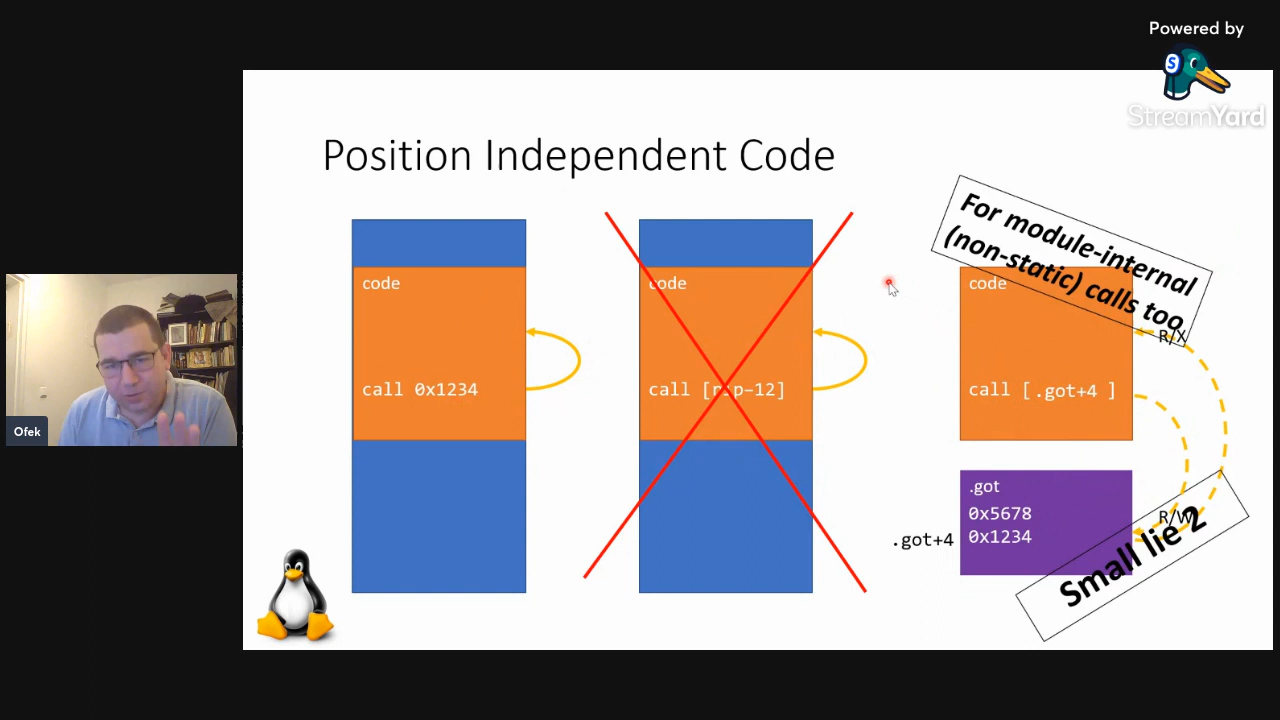 Powered by
StreamYard
Position Independent Code
For module-internal
(non-static) calls too
code
call 0x1234
code
call [rip-12]
code
R/X
call [ .got+4 ]
.got
0x5678
0x1234
.got+4
R/W
Small lie 2
Ofek